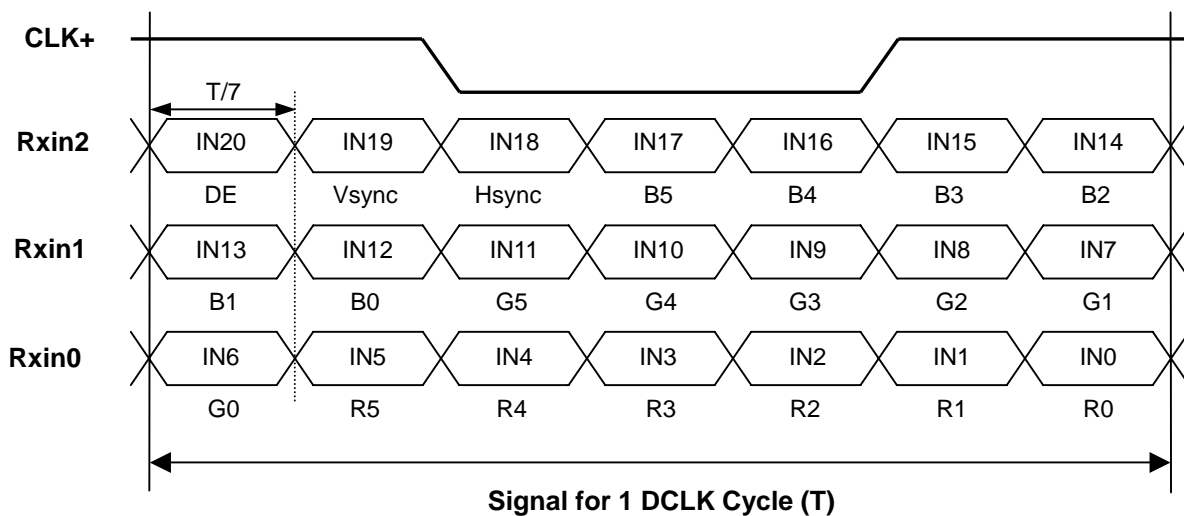 CLK+
T/7
Rxin2 IN20 IN19 IN18 IN17 IN16 IN15 IN14
DE Vsync Hsync B5 B4 B3 B2
Rxin1 IN13 IN12 IN11 IN10 IN9 IN8 IN7
B1 B0 G5 G4 G3 G2 G1
Rxin0 IN6 IN5 IN4 IN3 IN2 IN1 IN0
G0 R5 R4 R3 R2 R1 R0
Signal for 1 DCLK Cycle (T)